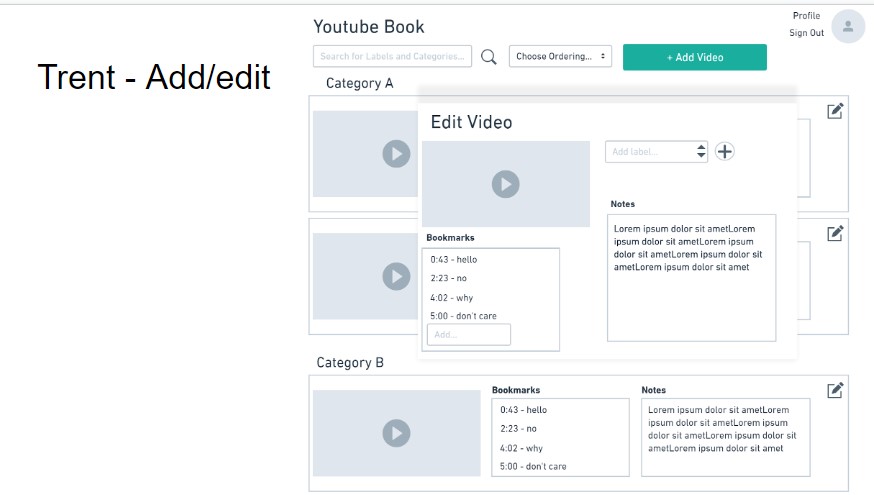 Trent - Add/edit
Youtube Book
Profile
Sign Out
Search for Labels and Categories...
Choose Ordering...
+ Add Video
Category A
Edit Video
Add label...
Bookmarks
0:43 - hello
2:23 - no
4:02 - why
5:00 - don't care
Add...
Notes
Lorem ipsum dolor sit ametLorem
ipsum dolor sit ametLorem ipsum
dolor sit ametLorem ipsum dolor sit
ametLorem ipsum dolor sit amet
Category B
Bookmarks
0:43 - hello
2:23 - no
4:02 - why
5:00 - don't care
Notes
Lorem ipsum dolor sit ametLorem
ipsum dolor sit ametLorem ipsum
dolor sit ametLorem ipsum dolor sit
ametLorem ipsum dolor sit amet